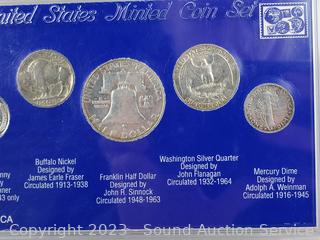 United States Minted Coin Set
HALF DOLLAR
Buffalo Nickel
Designed by
James Earle Fraser
Circulated 1913-1938
Franklin Half Dollar
Designed by
John R. Sinnock
Circulated 1948-1963
Washington Silver Quarter
Designed by
John Flanagan
Circulated 1932-1964
Mercury Dime
Designed by
Adolph A. Weinman
Circulated 1916-1945
Copyright 2023 - Sound Auction Service